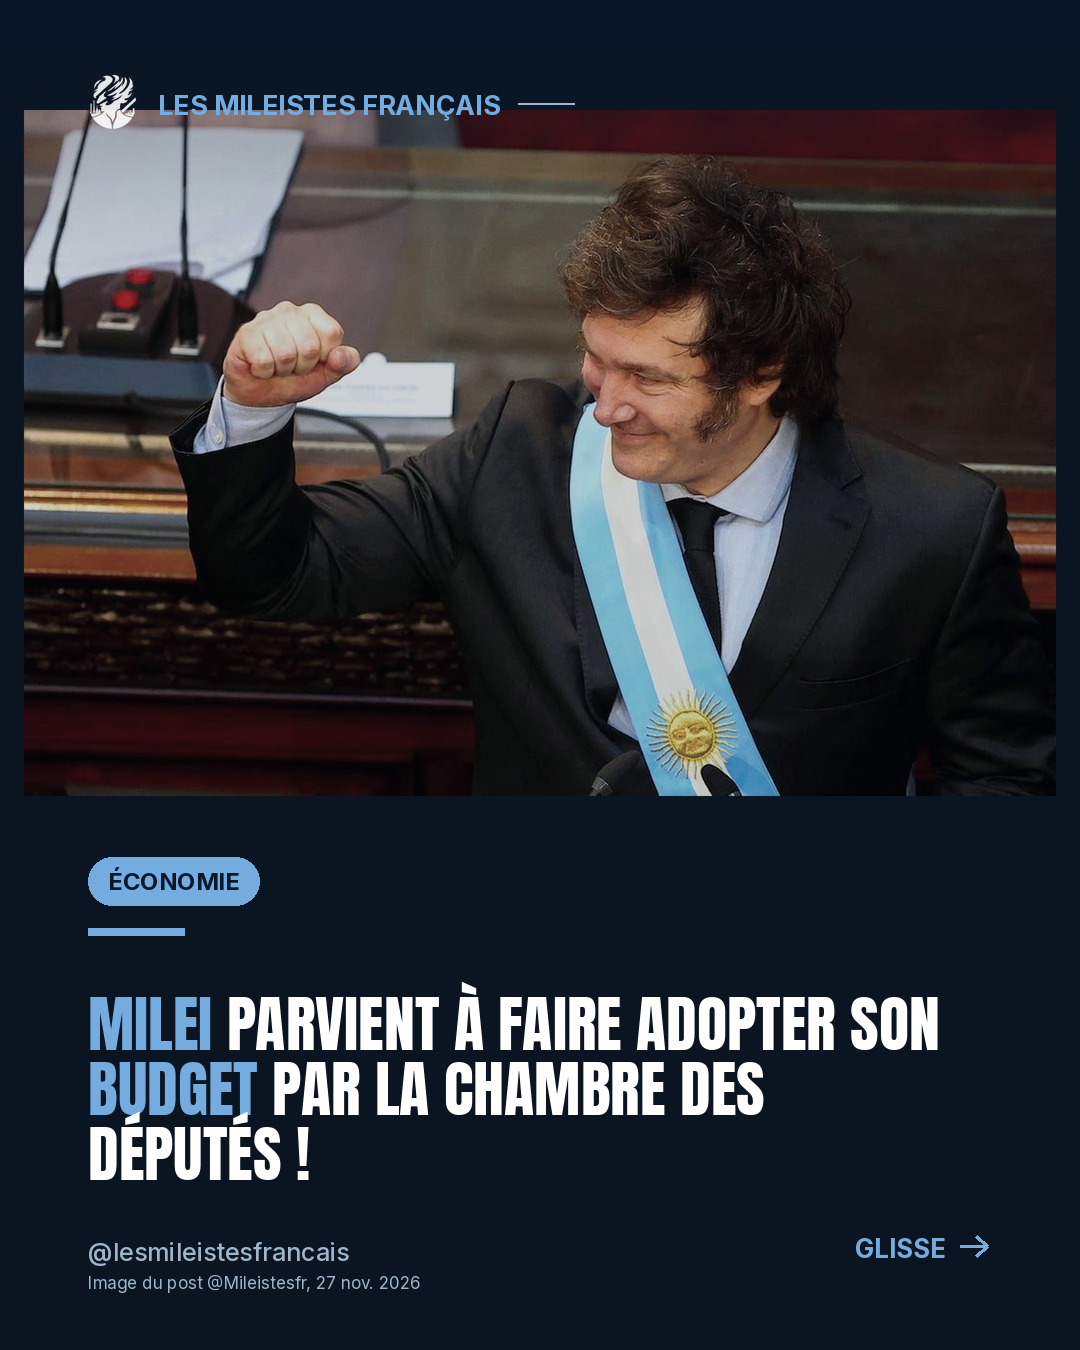 LES MILEISTES FRANÇAIS
ÉCONOMIE
MILEI PARVIENT À FAIRE ADOPTER SON
BUDGET PAR LA CHAMBRE DES
DÉPUTÉS !
@lesmileistesfrancais
GLISSE →
Image du post @Mileistesfr, 27 nov. 2026